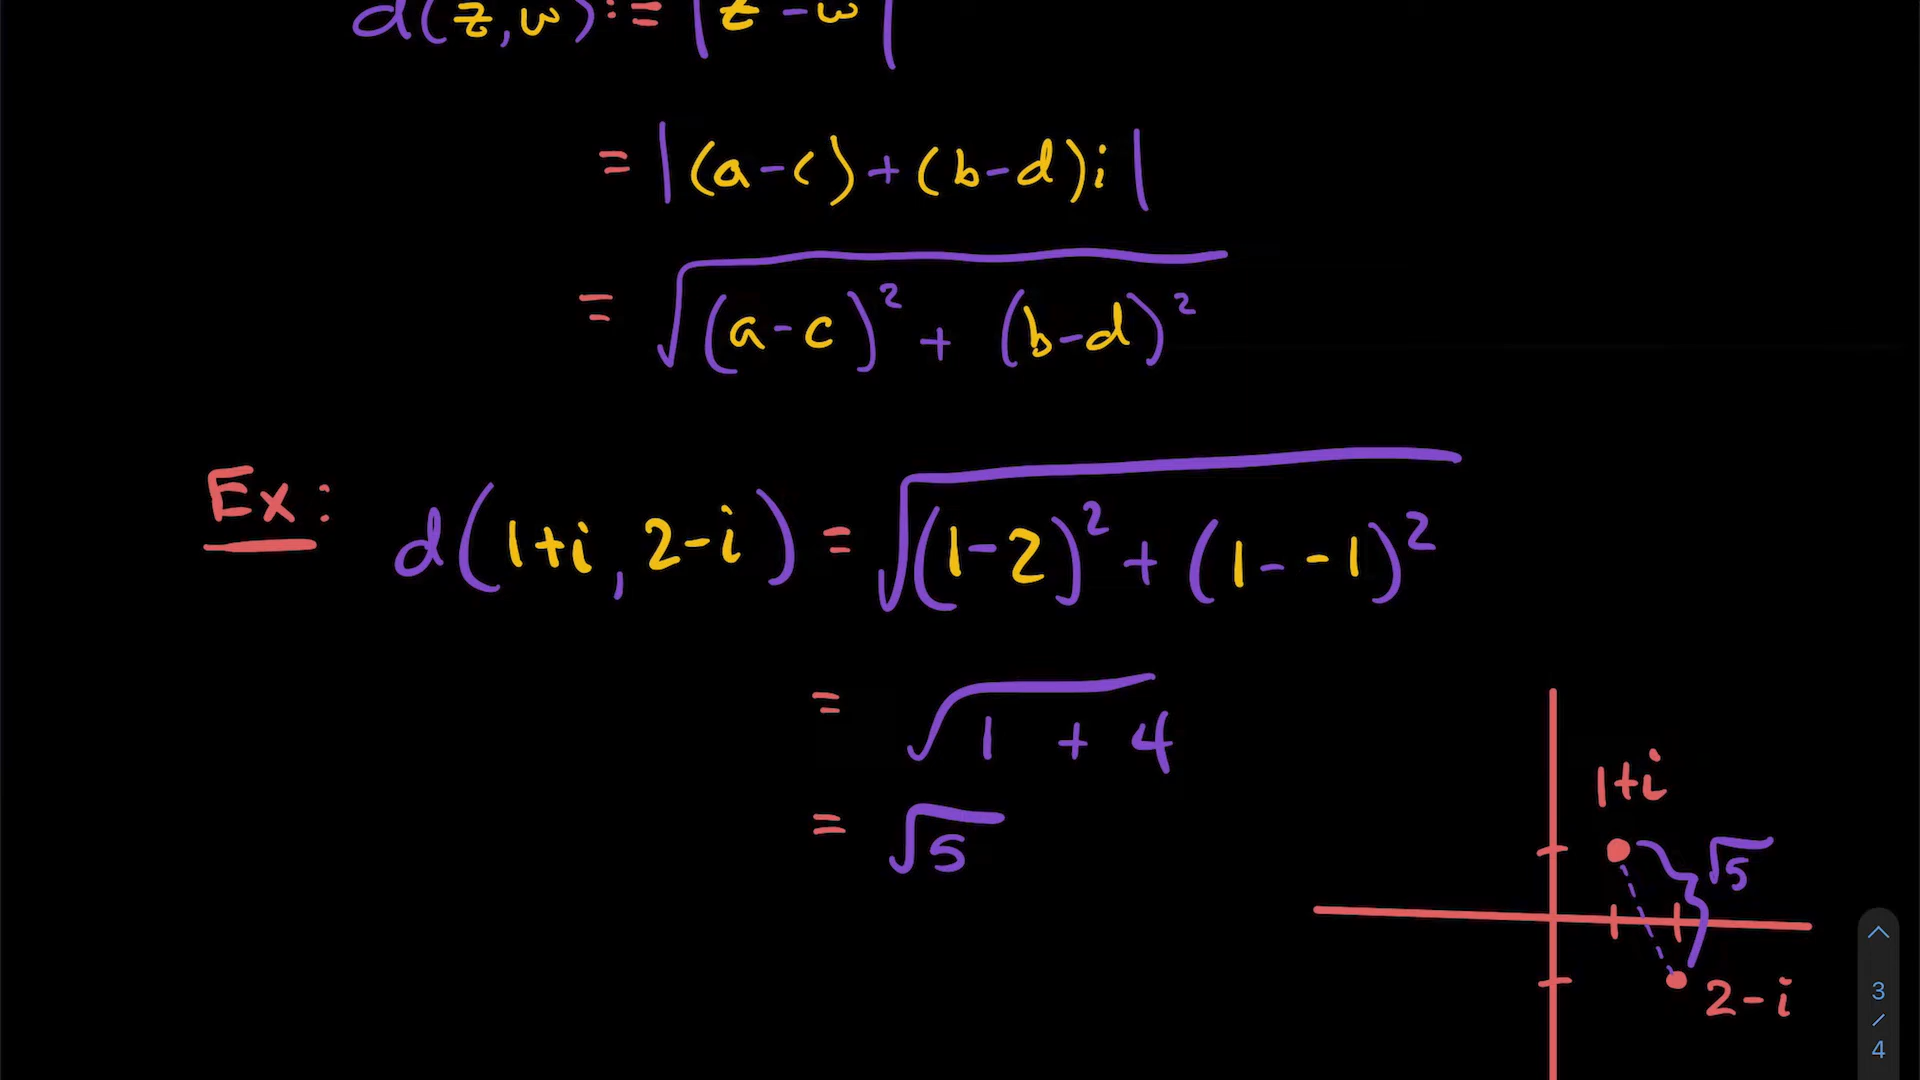 d(z,w) := |z-w|
= |(a-c)+(b-d)i|
= √((a-c)² + (b-d)²)
Ex: d(1+i, 2-i) = √((1-2)² + (1--1)²)
= √(1 + 4)
= √5
1+i
√5
2-i
3
/
4